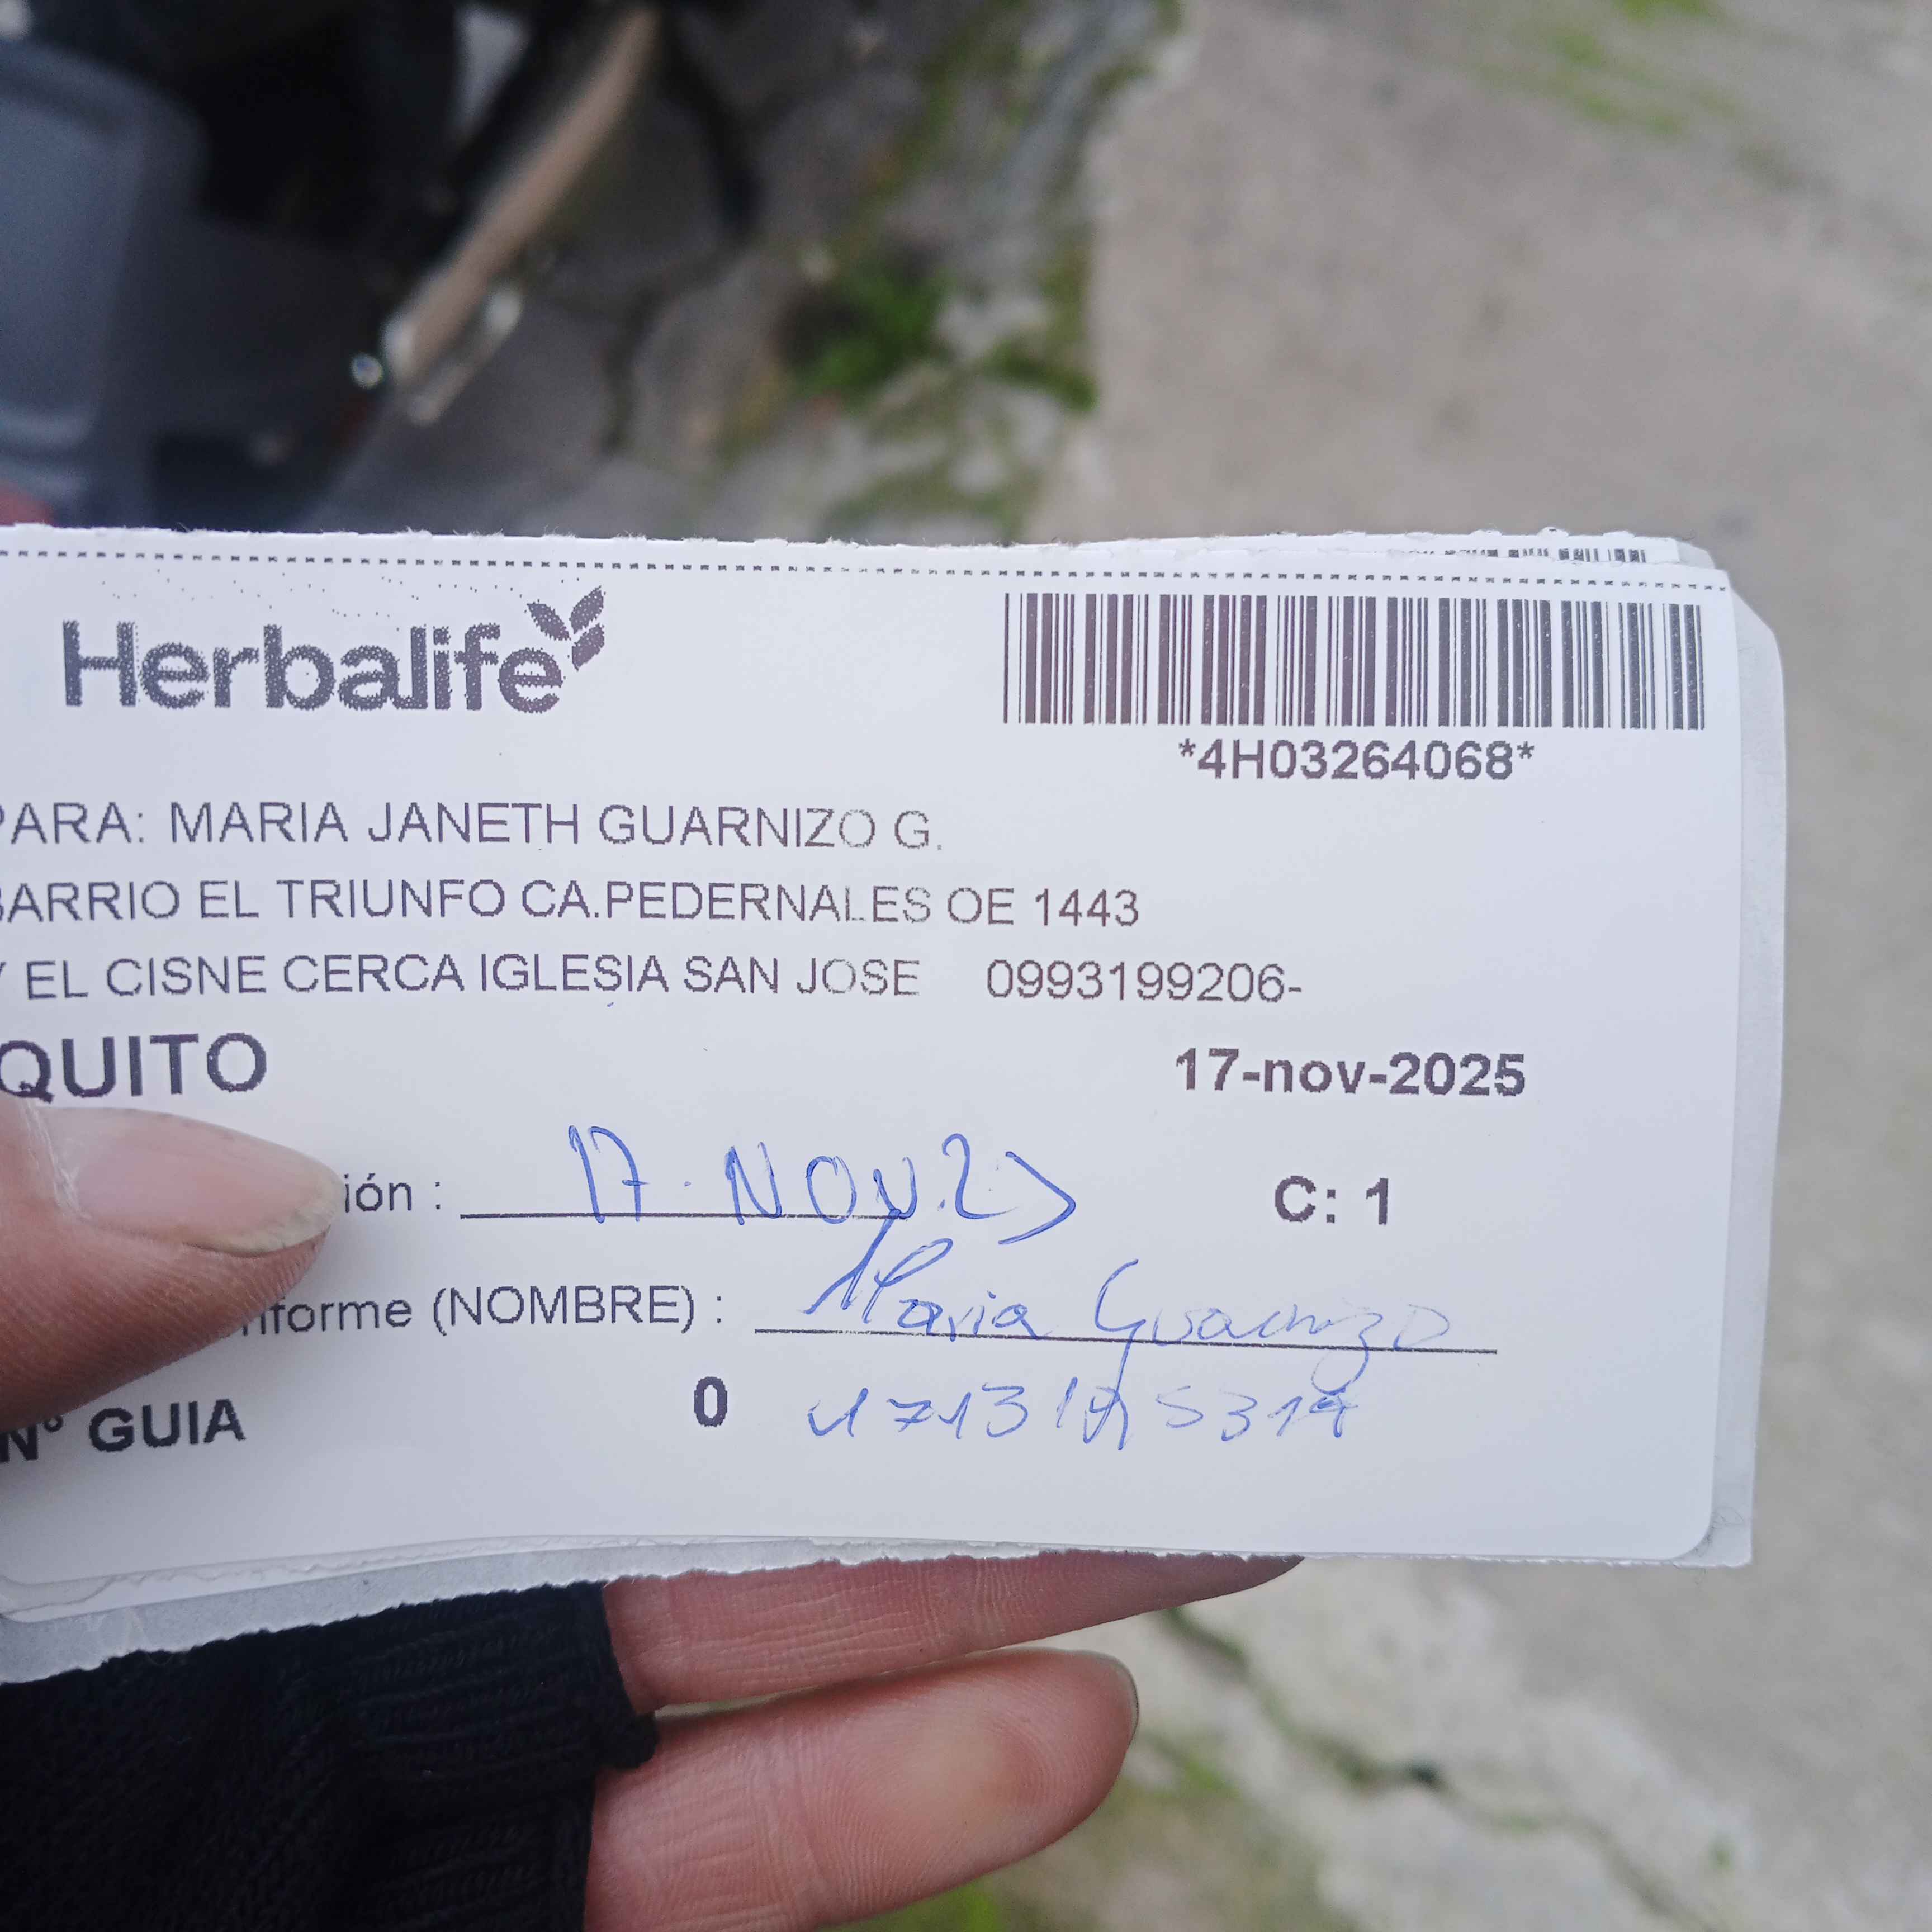 Herbalife
*4H03264068*
PARA: MARIA JANETH GUARNIZO G.
BARRIO EL TRIUNFO CA.PEDERNALES OE 1443
Y EL CISNE CERCA IGLESIA SAN JOSE 0993199206-
QUITO 17-nov-2025
ión : 17. NOV.25 C: 1
nforme (NOMBRE) : Maria Guarnizo
N° GUIA 0